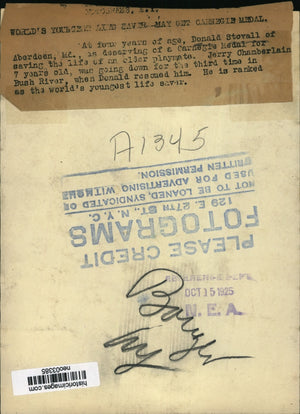 WORLD'S YOUNGEST LIFE SAVER MAY GET CARNEGIE MEDAL.
At four years of age, Donald Stovall of
Aberdeen, Md., is deserving of a Carnegie Medal for
saving the life of an older playmate. Jerry Chamberlain
7 years old, was going down for the third time in
Bush River, when Donald rescued him. He is ranked
as the world's youngest life saver.
A1345
PLEASE CREDIT
FOTOGRAMS
129 E. 27TH ST., N. Y. C.
NOT TO BE LOANED, SYNDICATED OR
USED FOR ADVERTISING WITHOUT
WRITTEN PERMISSION.
OCT 15 1925
N. E. A.
historicimages.com
neo03385